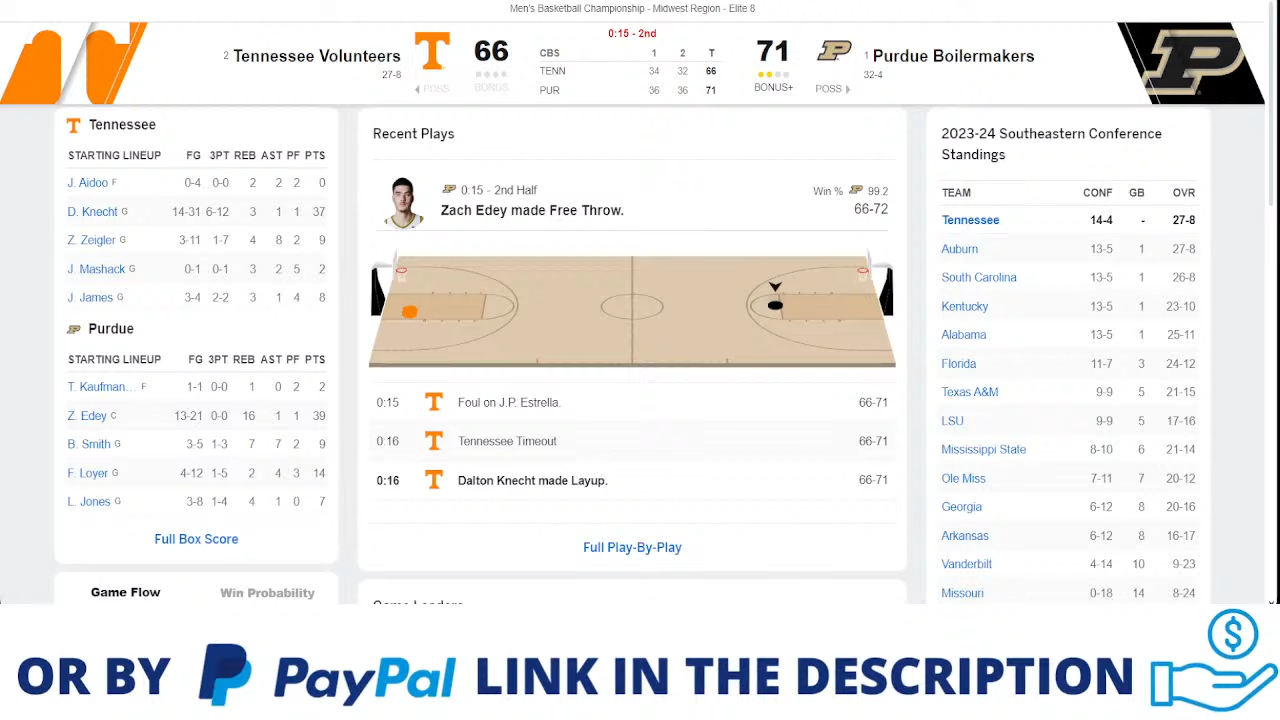 Men's Basketball Championship - Midwest Region - Elite 8
2 Tennessee Volunteers
27-8
POSS
66
BONUS
0:15 - 2nd
CBS 1 2 T
TENN 34 32 66
PUR 36 36 71
71
BONUS+
POSS
1 Purdue Boilermakers
32-4
Tennessee
STARTING LINEUP FG 3PT REB AST PF PTS
J. Aidoo F 0-4 0-0 2 2 2 0
D. Knecht G 14-31 6-12 3 1 1 37
Z. Zeigler G 3-11 1-7 4 8 2 9
J. Mashack G 0-1 0-1 3 2 5 2
J. James G 3-4 2-2 3 1 4 8
Purdue
STARTING LINEUP FG 3PT REB AST PF PTS
T. Kaufman... F 1-1 0-0 1 0 2 2
Z. Edey C 13-21 0-0 16 1 1 39
B. Smith G 3-5 1-3 7 7 2 9
F. Loyer G 4-12 1-5 2 4 3 14
L. Jones G 3-8 1-4 4 1 0 7
Full Box Score
Game Flow Win Probability
Recent Plays
0:15 - 2nd Half
Zach Edey made Free Throw.
Win % 99.2
66-72
0:15 Foul on J.P. Estrella. 66-71
0:16 Tennessee Timeout 66-71
0:16 Dalton Knecht made Layup. 66-71
Full Play-By-Play
Game Leaders
2023-24 Southeastern Conference
Standings
TEAM CONF GB OVR
Tennessee 14-4 - 27-8
Auburn 13-5 1 27-8
South Carolina 13-5 1 26-8
Kentucky 13-5 1 23-10
Alabama 13-5 1 25-11
Florida 11-7 3 24-12
Texas A&M 9-9 5 21-15
LSU 9-9 5 17-16
Mississippi State 8-10 6 21-14
Ole Miss 7-11 7 20-12
Georgia 6-12 8 20-16
Arkansas 6-12 8 16-17
Vanderbilt 4-14 10 9-23
Missouri 0-18 14 8-24
OR BY PayPal LINK IN THE DESCRIPTION